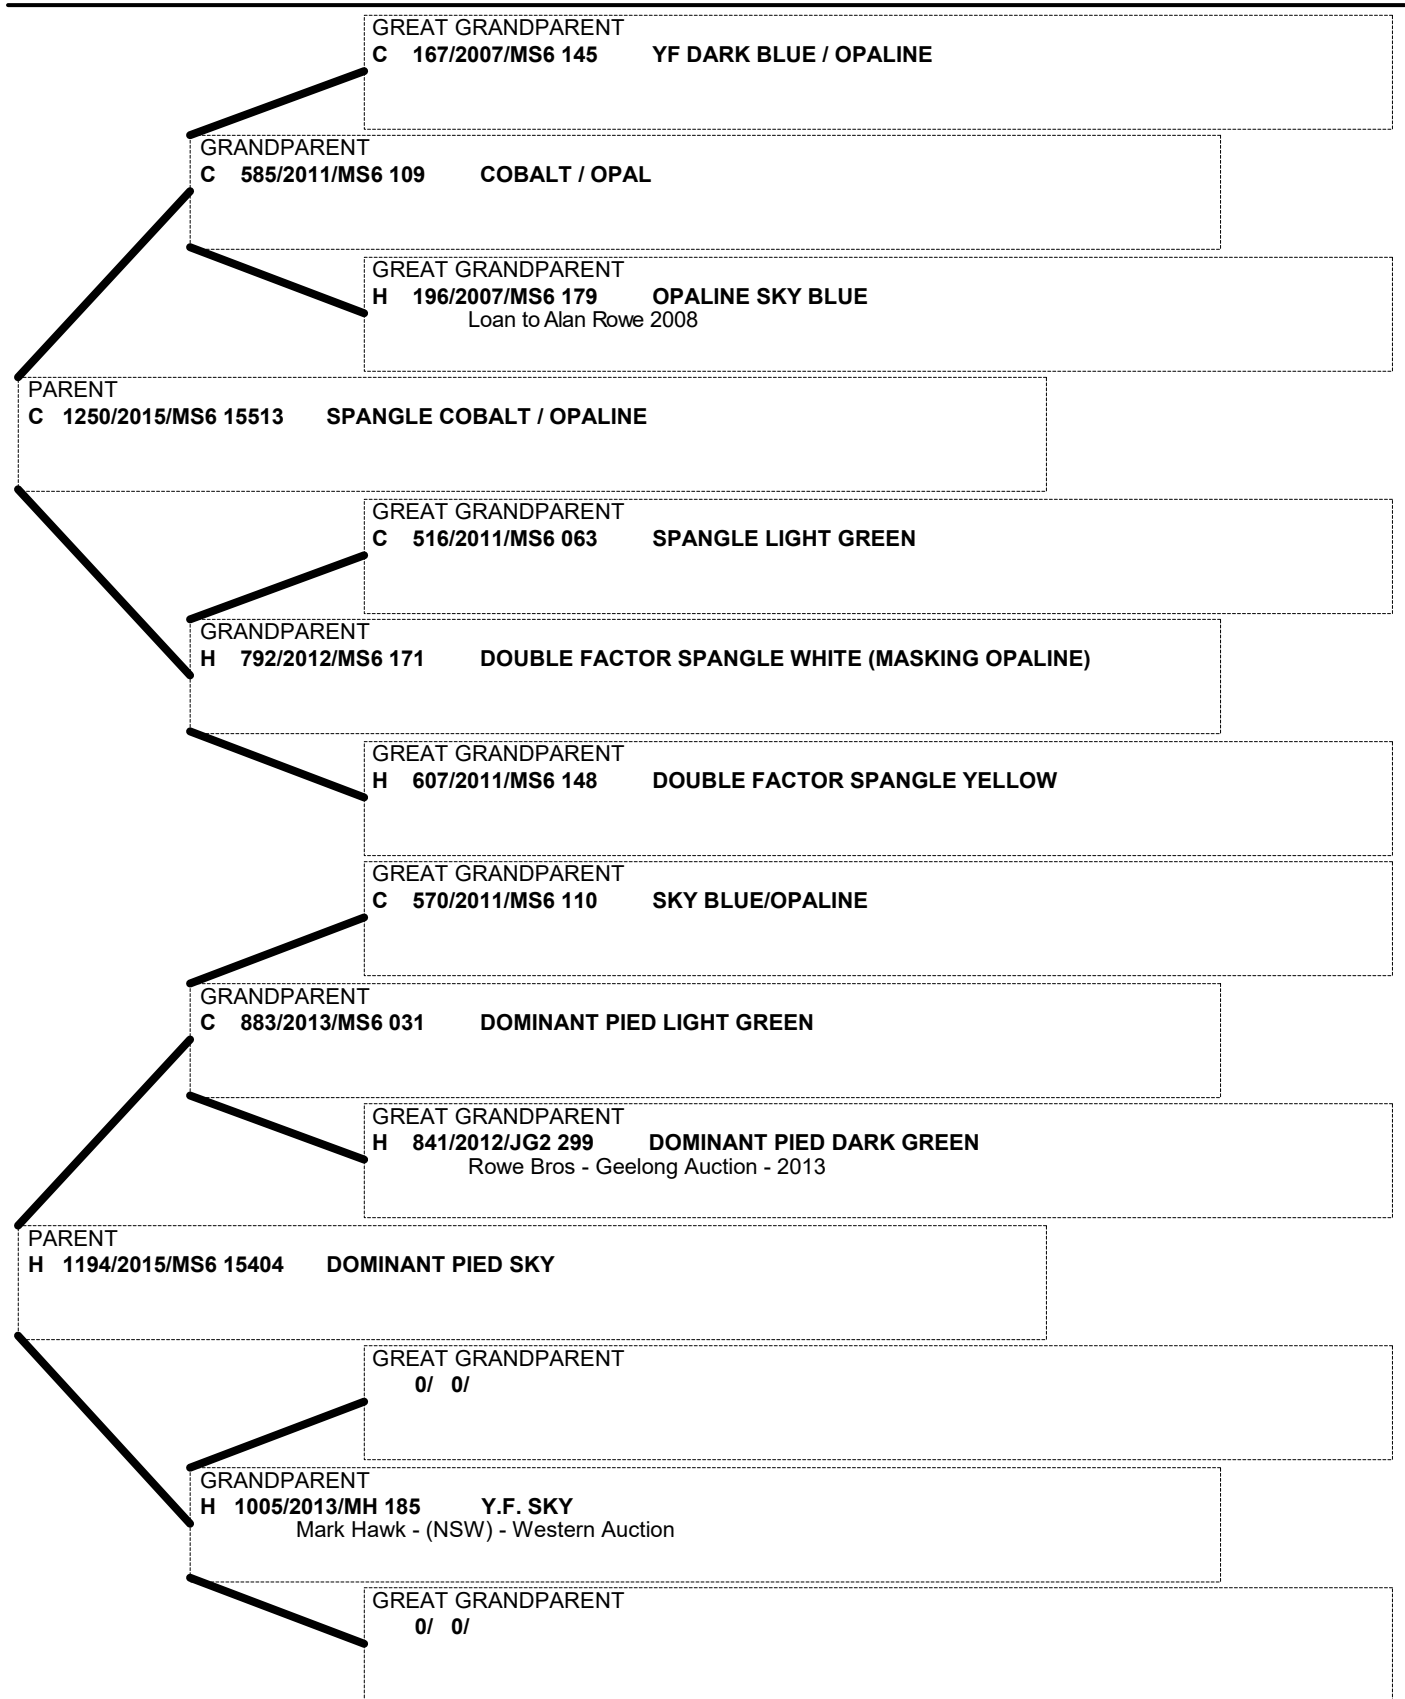 GREAT GRANDPARENT
C 167/2007/MS6 145 YF DARK BLUE / OPALINE
GRANDPARENT
C 585/2011/MS6 109 COBALT / OPAL
GREAT GRANDPARENT
H 196/2007/MS6 179 OPALINE SKY BLUE
Loan to Alan Rowe 2008
PARENT
C 1250/2015/MS6 15513 SPANGLE COBALT / OPALINE
GREAT GRANDPARENT
C 516/2011/MS6 063 SPANGLE LIGHT GREEN
GRANDPARENT
H 792/2012/MS6 171 DOUBLE FACTOR SPANGLE WHITE (MASKING OPALINE)
GREAT GRANDPARENT
H 607/2011/MS6 148 DOUBLE FACTOR SPANGLE YELLOW
GREAT GRANDPARENT
C 570/2011/MS6 110 SKY BLUE/OPALINE
GRANDPARENT
C 883/2013/MS6 031 DOMINANT PIED LIGHT GREEN
GREAT GRANDPARENT
H 841/2012/JG2 299 DOMINANT PIED DARK GREEN
Rowe Bros - Geelong Auction - 2013
PARENT
H 1194/2015/MS6 15404 DOMINANT PIED SKY
GREAT GRANDPARENT
0/ 0/
GRANDPARENT
H 1005/2013/MH 185 Y.F. SKY
Mark Hawk - (NSW) - Western Auction
GREAT GRANDPARENT
0/ 0/